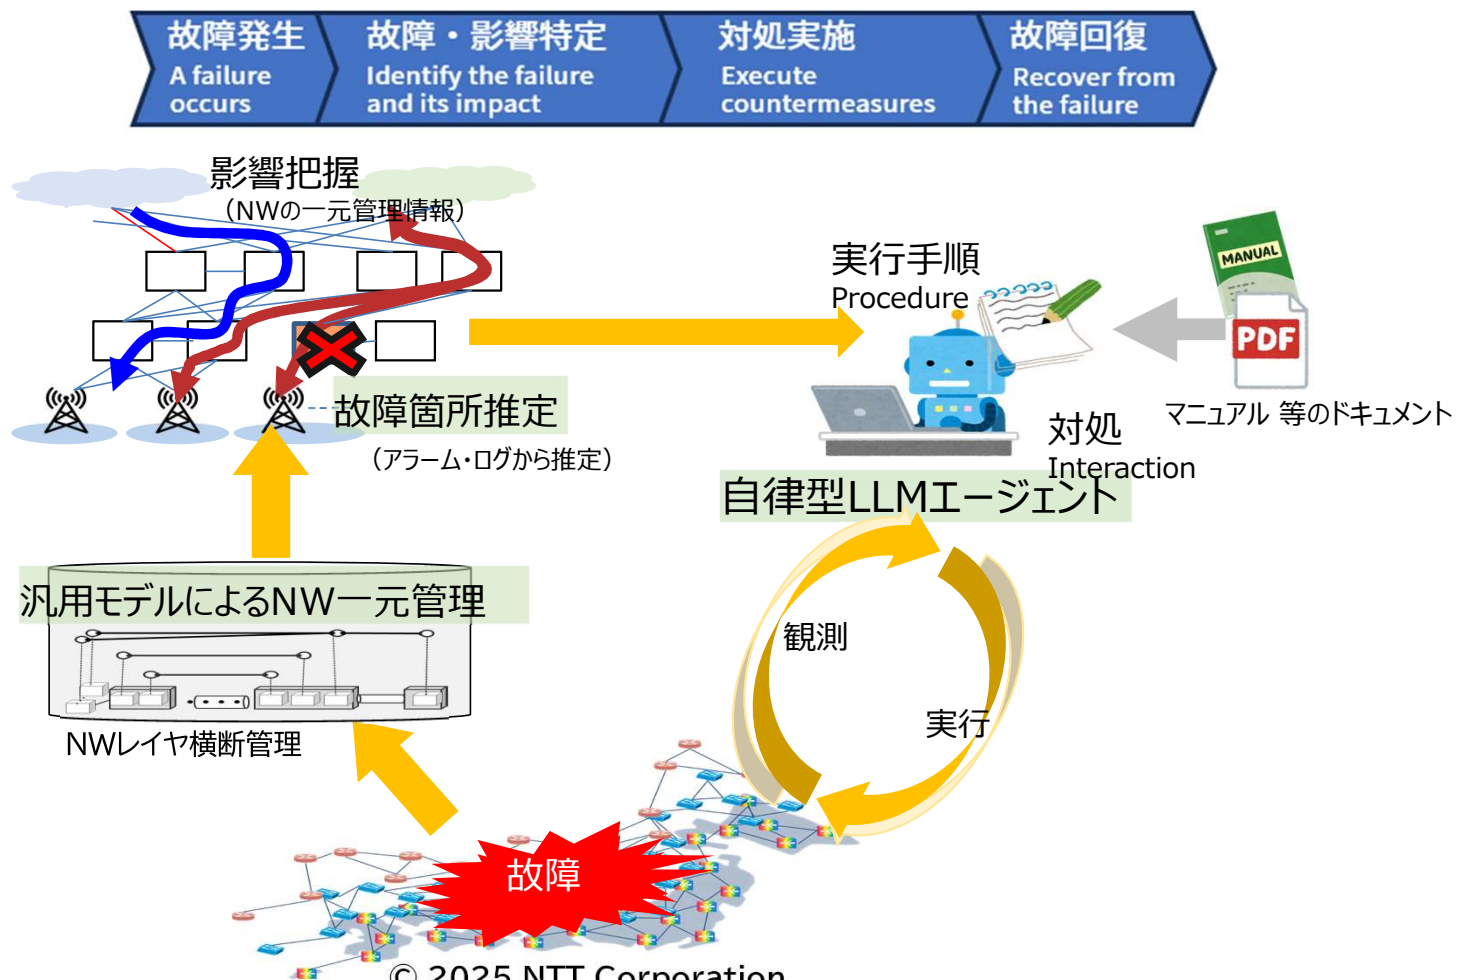 故障発生
A failure
occurs
故障・影響特定
Identify the failure
and its impact
対処実施
Execute
countermeasures
故障回復
Recover from
the failure
影響把握
（NWの一元管理情報）
実行手順
Procedure
MANUAL
PDF
マニュアル 等のドキュメント
故障箇所推定
（アラーム・ログから推定）
対処
Interaction
自律型LLMエージェント
汎用モデルによるNW一元管理
観測
実行
NWレイヤ横断管理
故障
© 2025 NTT Corporation